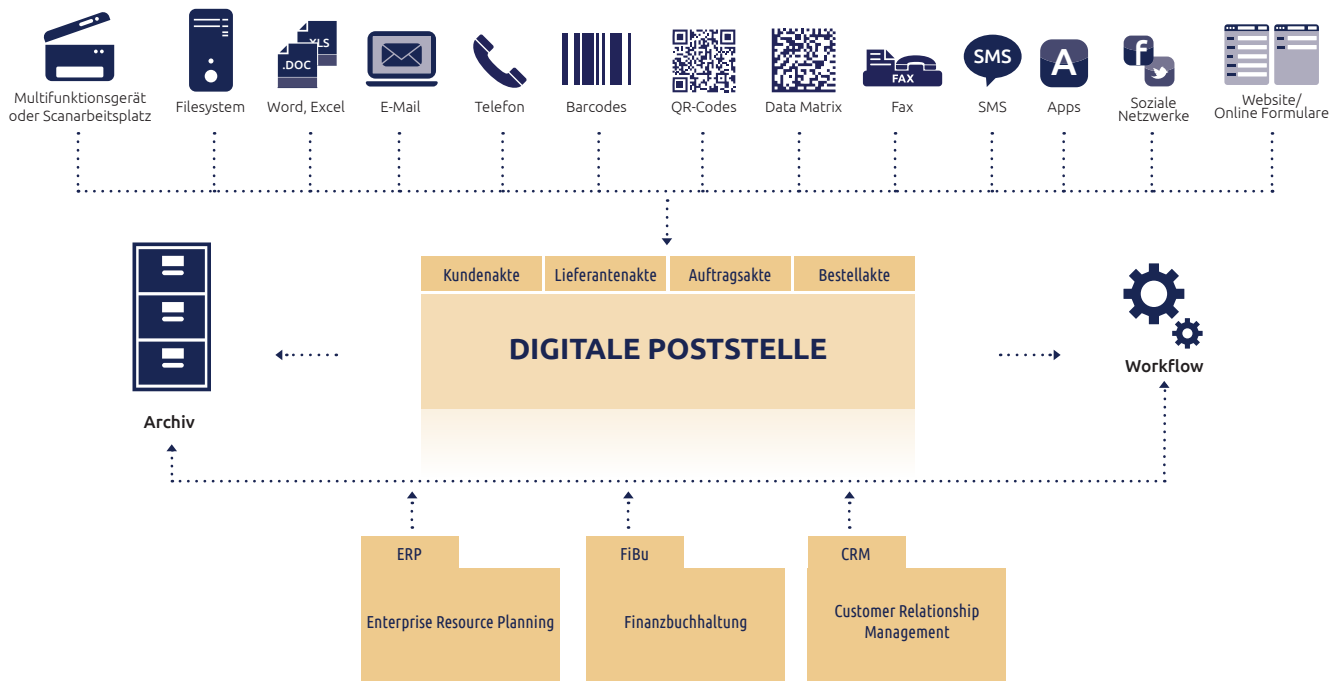 .DOC
XLS
FAX
SMS
A
f
Multifunktionsgerät
oder Scanarbeitsplatz
Filesystem
Word, Excel
E-Mail
Telefon
Barcodes
QR-Codes
Data Matrix
Fax
SMS
Apps
Soziale
Netzwerke
Website/
Online Formulare
Kundenakte
Lieferantenakte
Auftragsakte
Bestellakte
DIGITALE POSTSTELLE
Archiv
Workflow
ERP
Enterprise Resource Planning
FiBu
Finanzbuchhaltung
CRM
Customer Relationship
Management